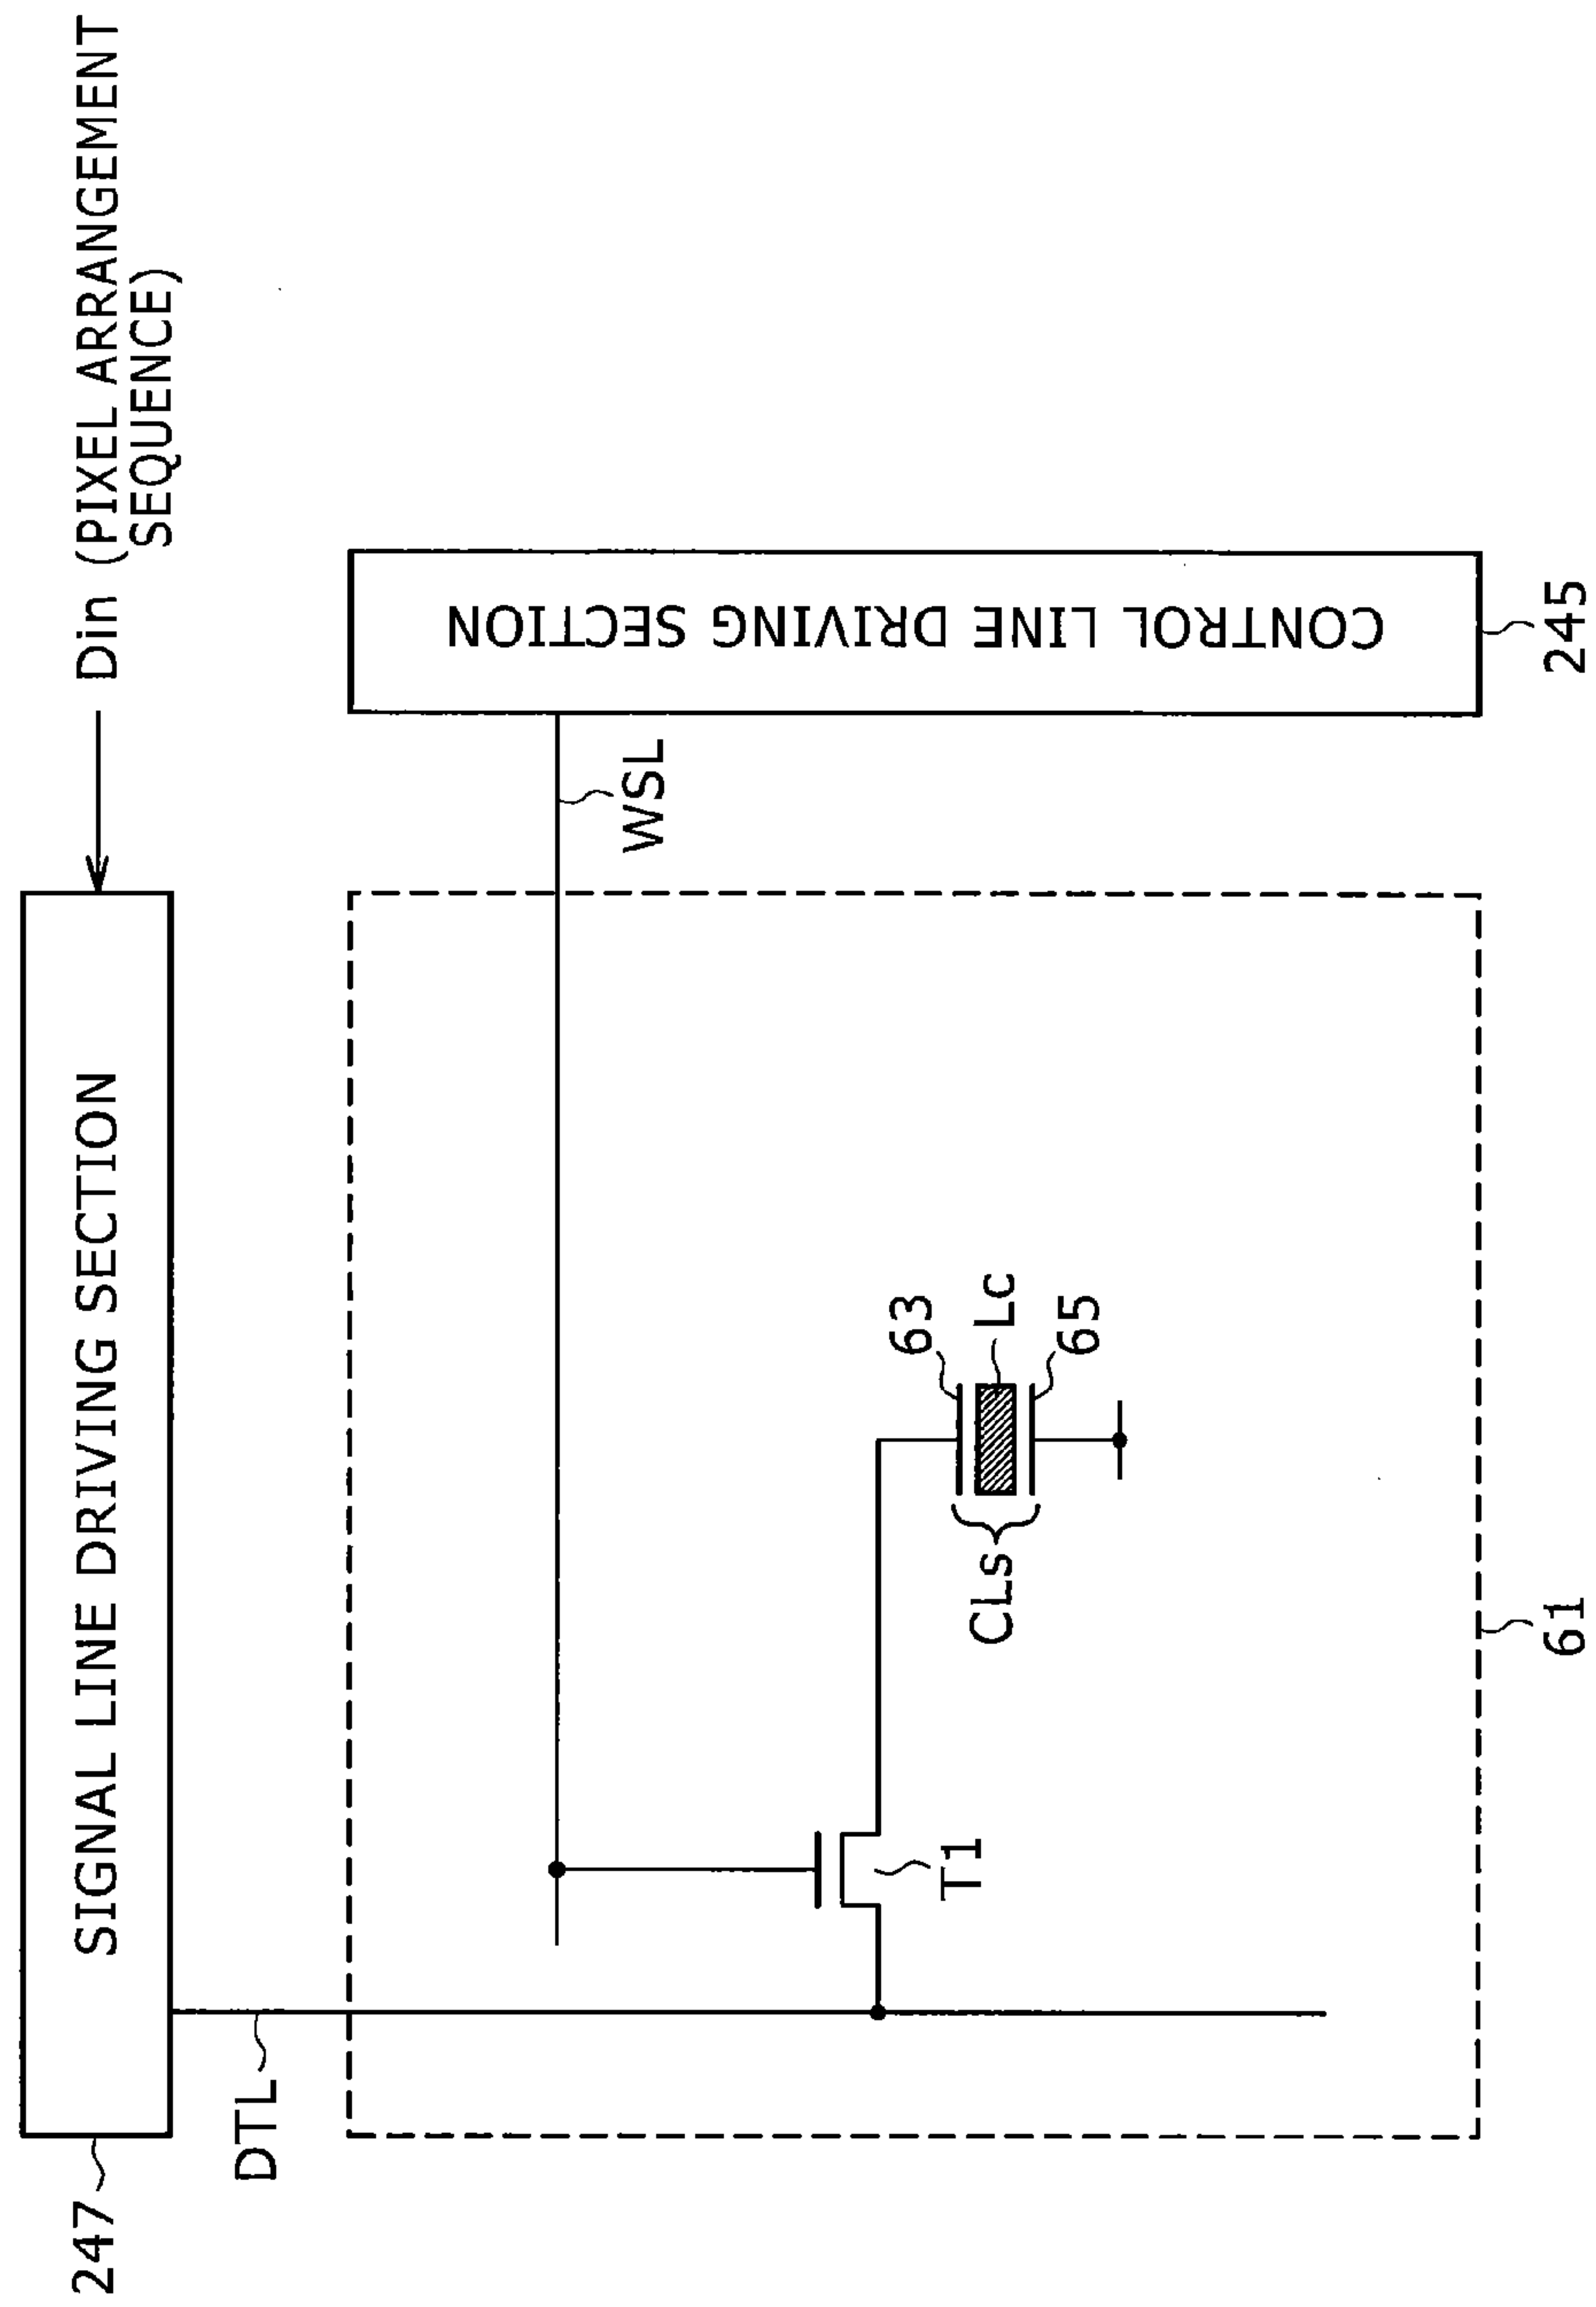 247
SIGNAL LINE DRIVING SECTION
Din (PIXEL ARRANGEMENT
SEQUENCE)
DTL
WSL
CONTROL LINE DRIVING SECTION
T1
CLs
63
Lc
65
61
245